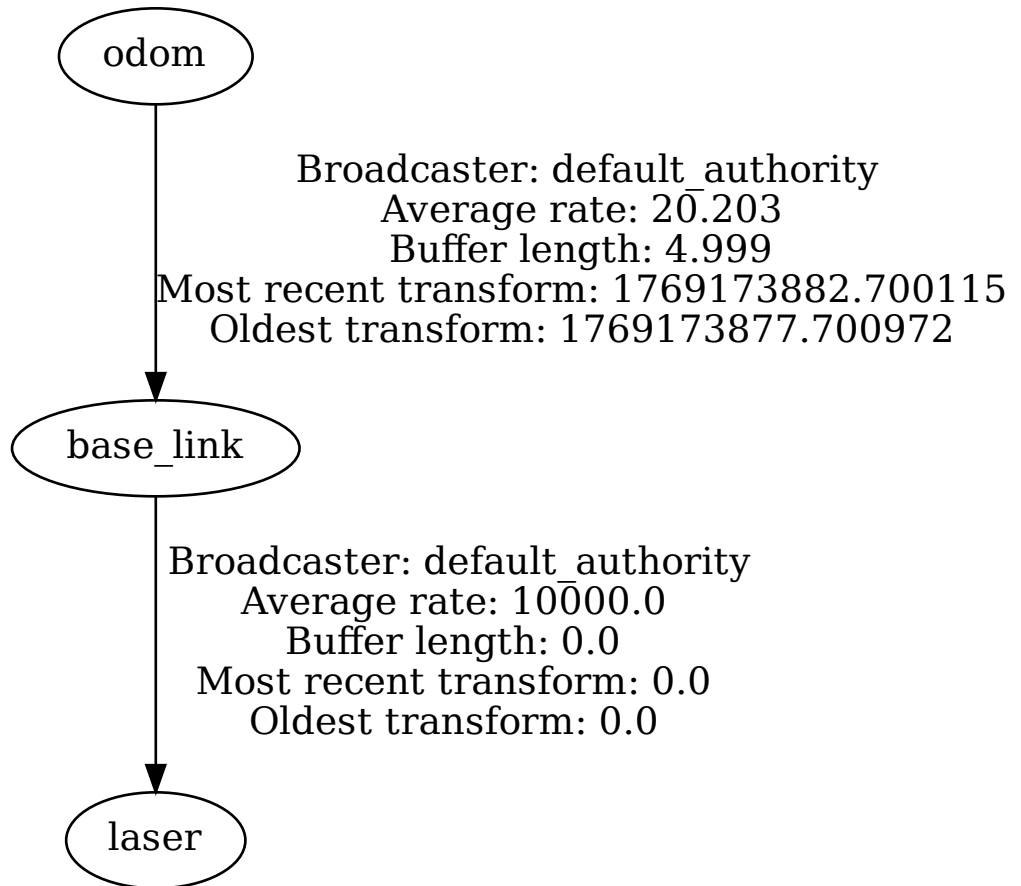 odom
Broadcaster: default_authority
Average rate: 20.203
Buffer length: 4.999
Most recent transform: 1769173882.700115
Oldest transform: 1769173877.700972
base_link
Broadcaster: default_authority
Average rate: 10000.0
Buffer length: 0.0
Most recent transform: 0.0
Oldest transform: 0.0
laser